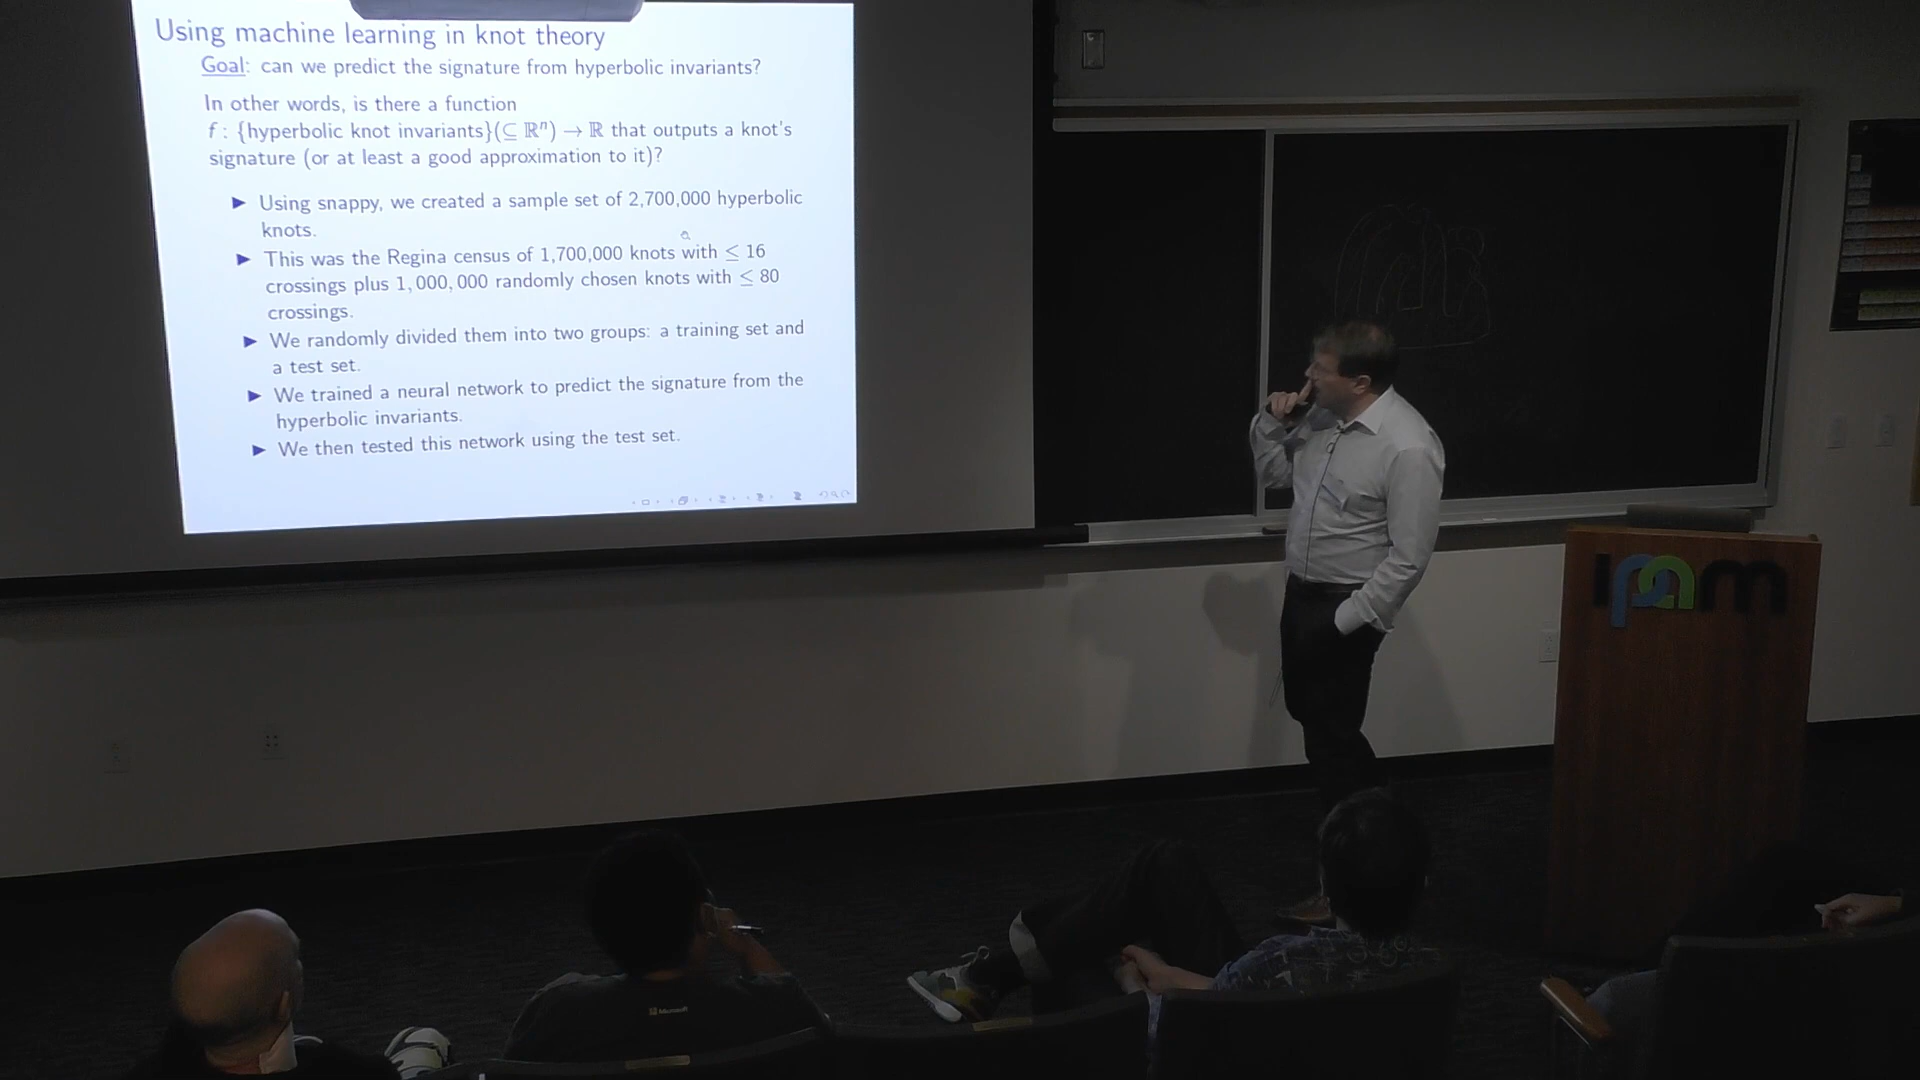 Using machine learning in knot theory
Goal: can we predict the signature from hyperbolic invariants?
In other words, is there a function
f : {hyperbolic knot invariants}(⊆ ℝⁿ) → ℝ that outputs a knot's
signature (or at least a good approximation to it)?
► Using snappy, we created a sample set of 2,700,000 hyperbolic
knots.
► This was the Regina census of 1,700,000 knots with ≤ 16
crossings plus 1,000,000 randomly chosen knots with ≤ 80
crossings.
► We randomly divided them into two groups: a training set and
a test set.
► We trained a neural network to predict the signature from the
hyperbolic invariants.
► We then tested this network using the test set.
ipam
Microsoft